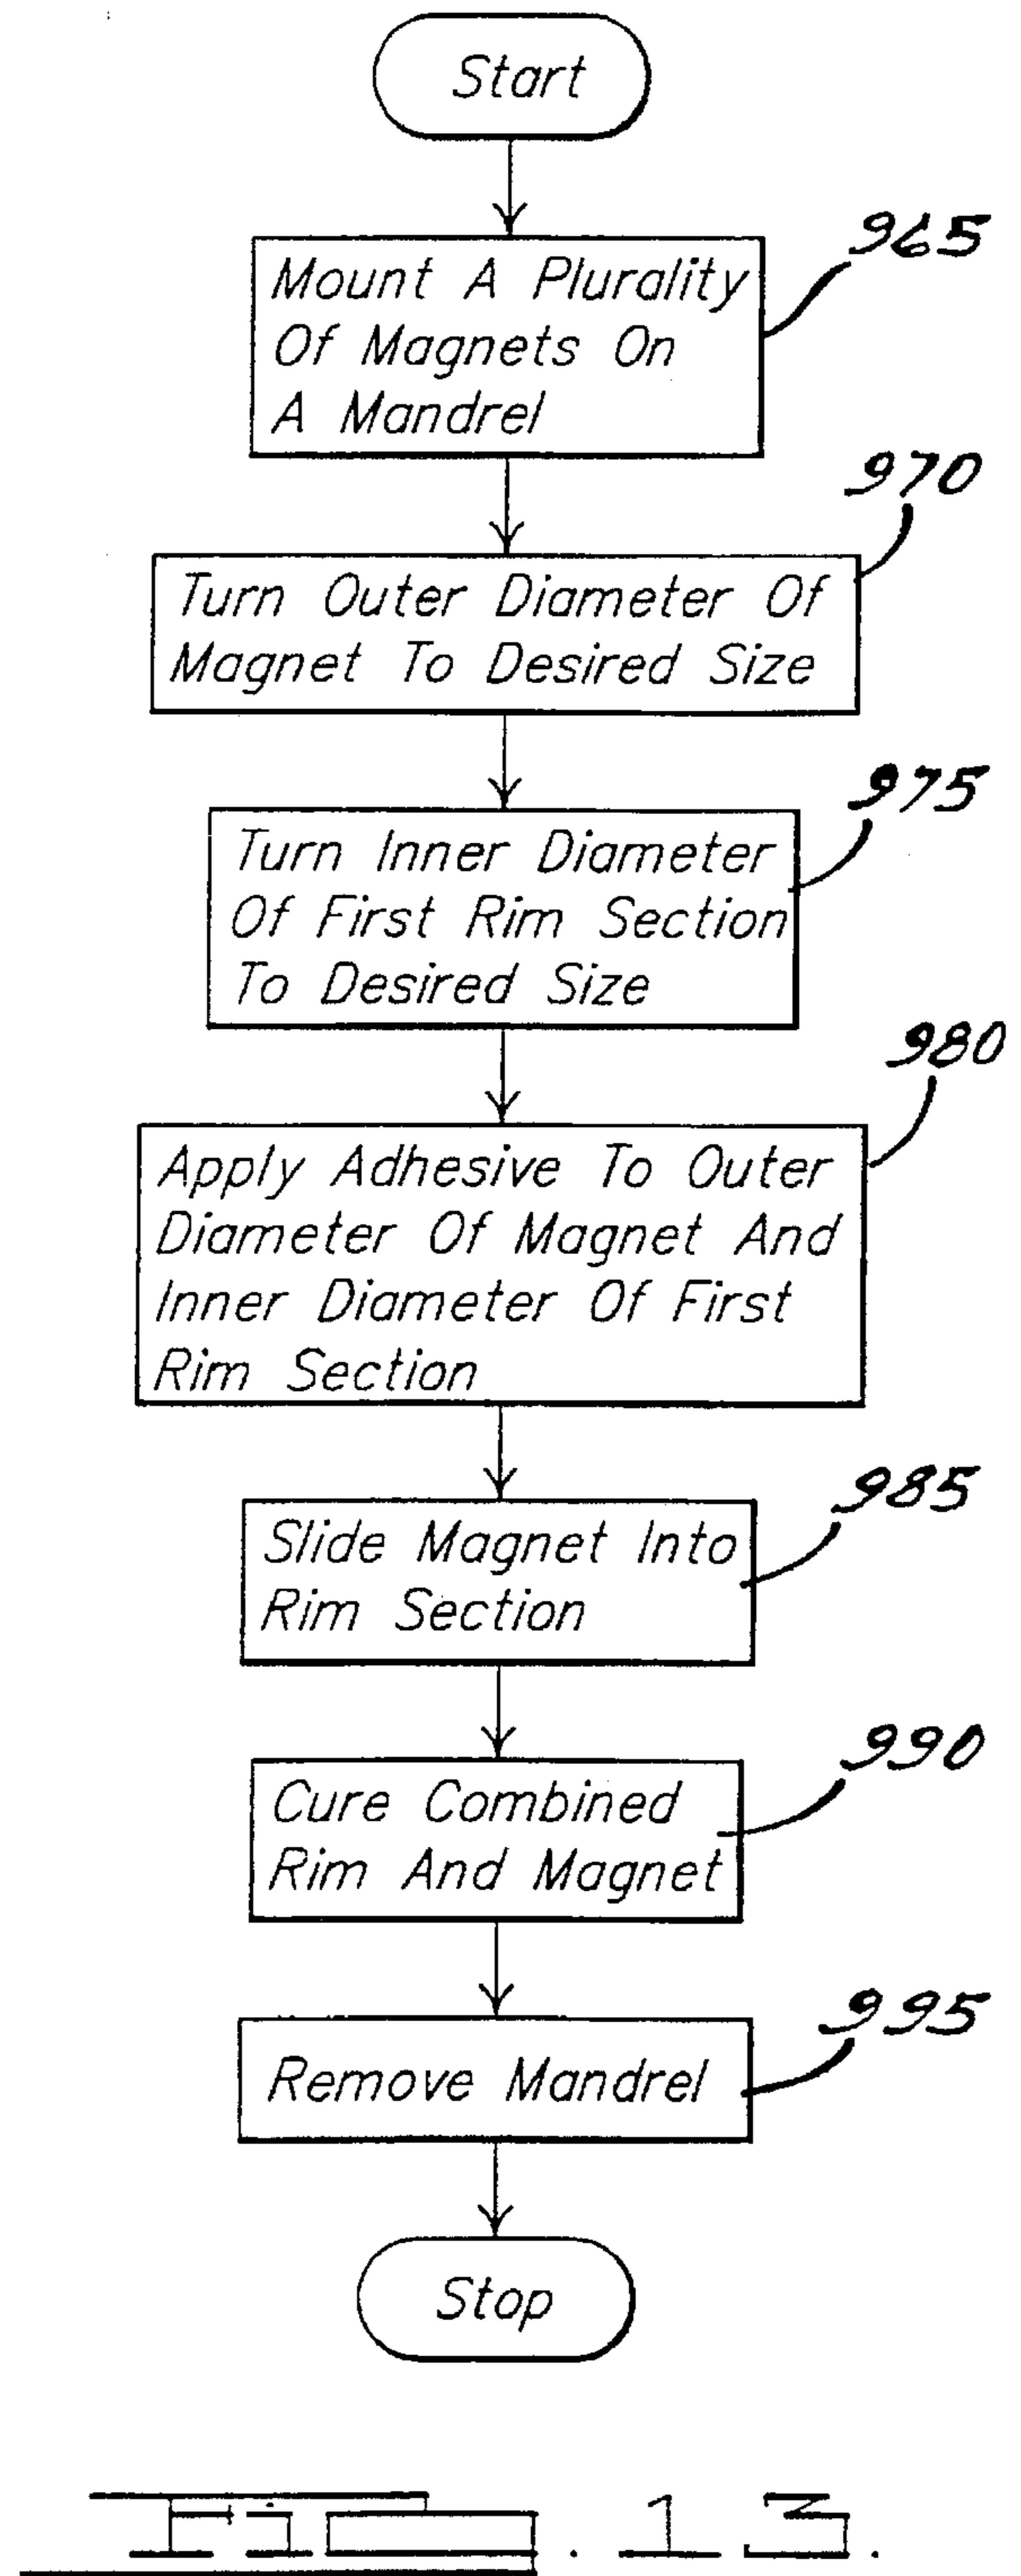 Start
965
Mount A Plurality
Of Magnets On
A Mandrel
970
Turn Outer Diameter Of
Magnet To Desired Size
975
Turn Inner Diameter
Of First Rim Section
To Desired Size
980
Apply Adhesive To Outer
Diameter Of Magnet And
Inner Diameter Of First
Rim Section
985
Slide Magnet Into
Rim Section
990
Cure Combined
Rim And Magnet
995
Remove Mandrel
Stop
Fig. 13.